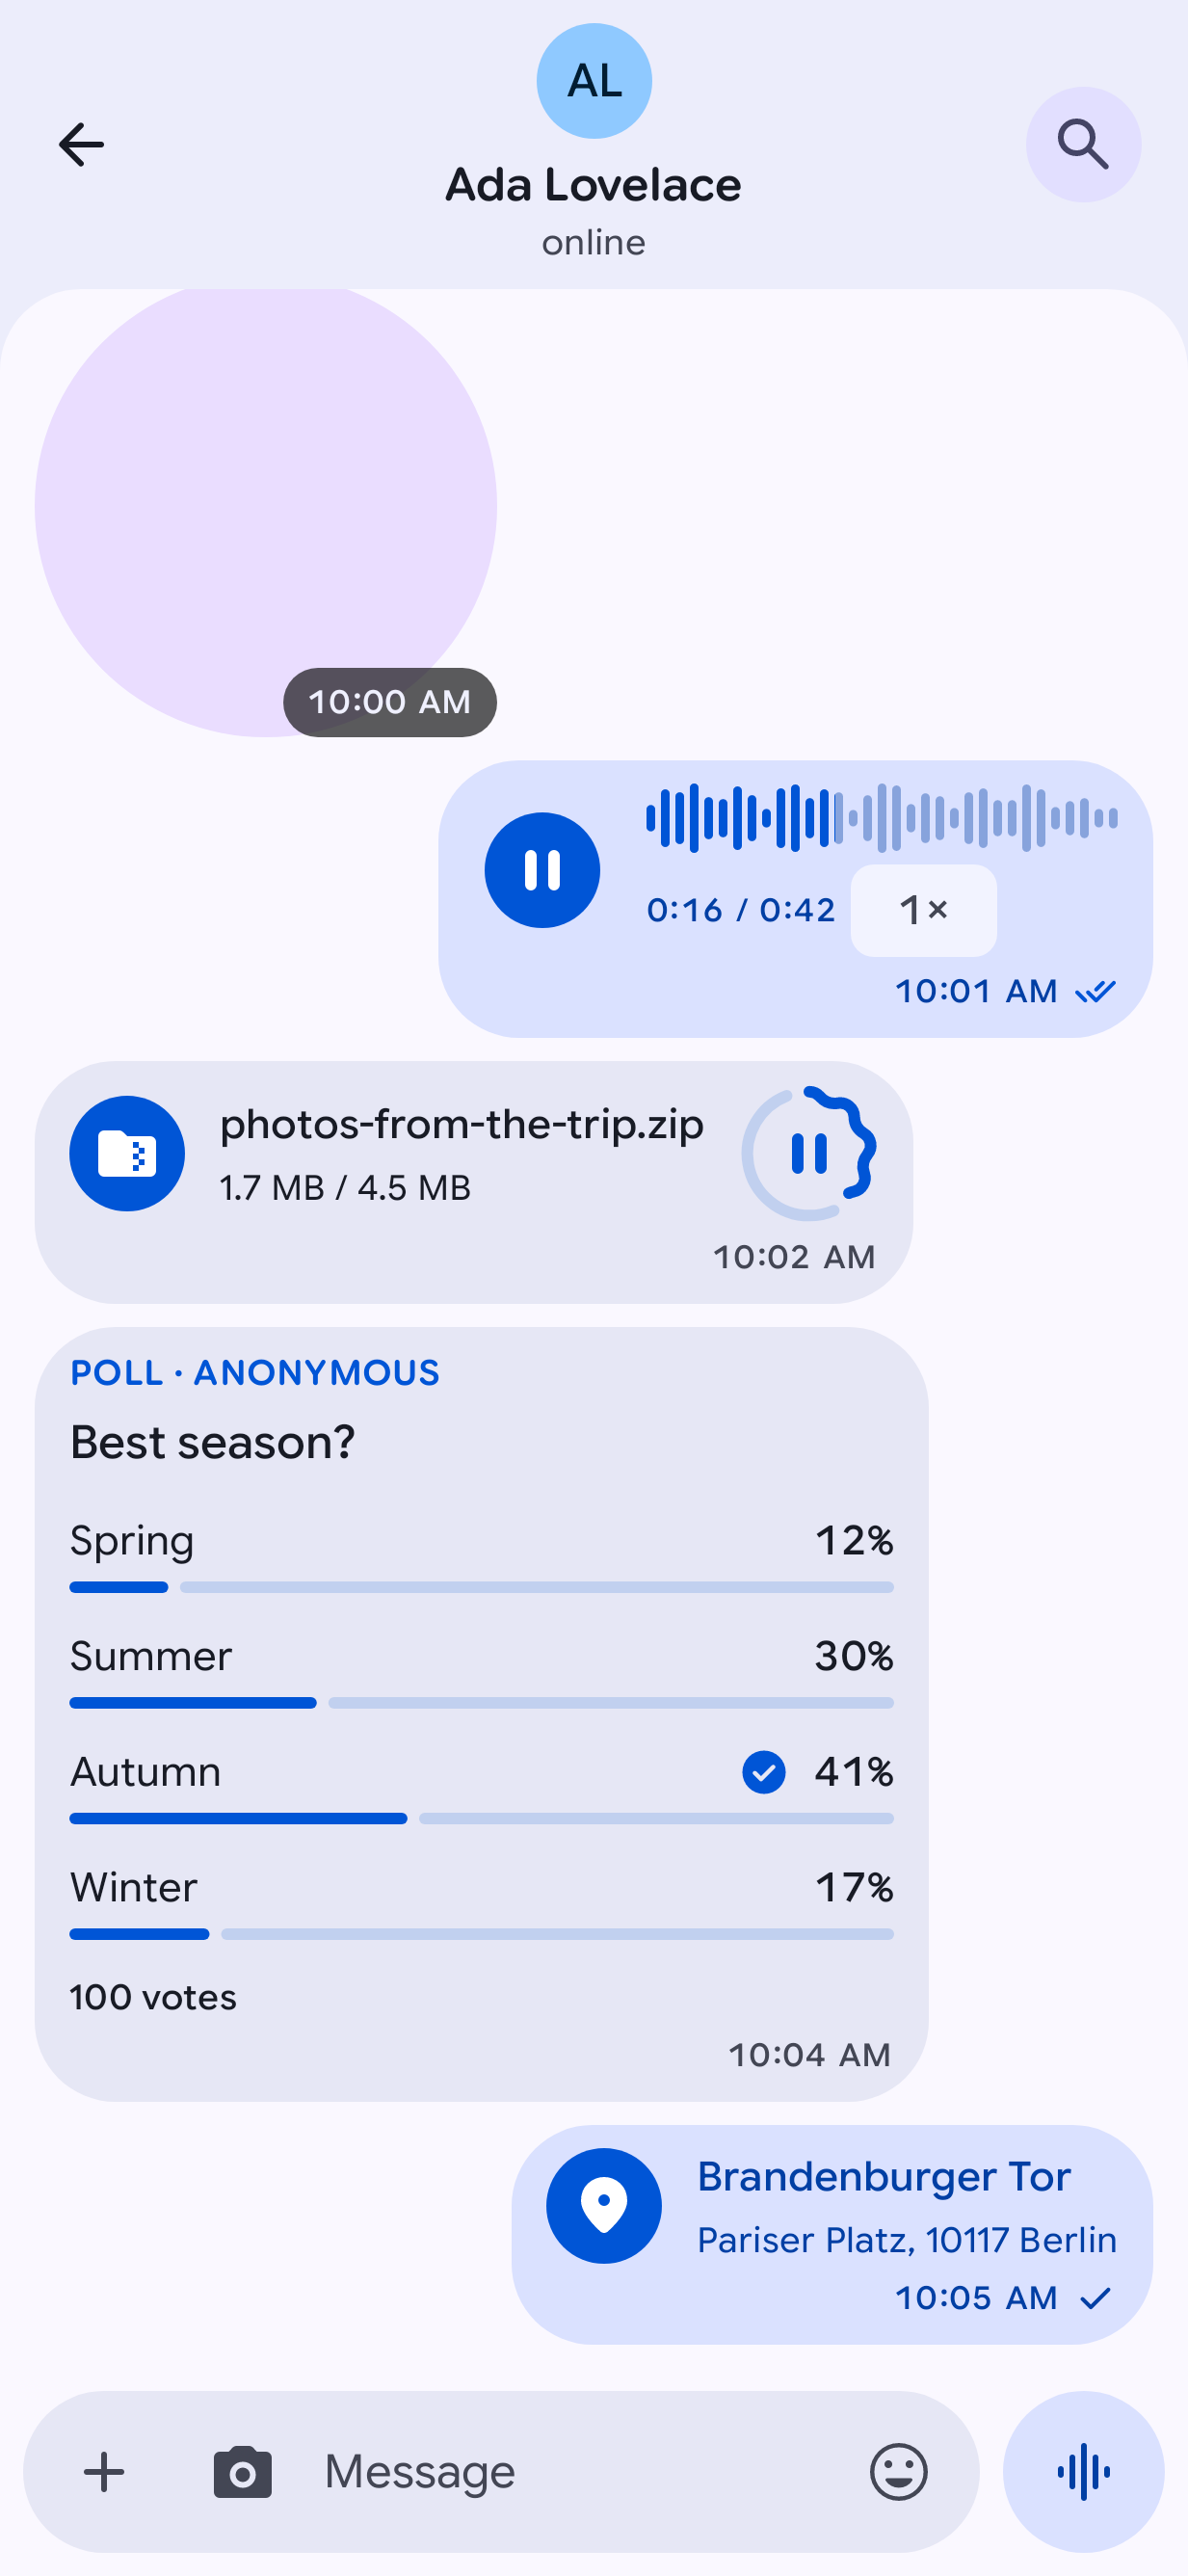 AL
Ada Lovelace
online
10:00 AM
0:16 / 0:42
1×
10:01 AM
photos-from-the-trip.zip
1.7 MB / 4.5 MB
10:02 AM
POLL · ANONYMOUS
Best season?
Spring 12%
Summer 30%
Autumn 41%
Winter 17%
100 votes
10:04 AM
Brandenburger Tor
Pariser Platz, 10117 Berlin
10:05 AM
Message